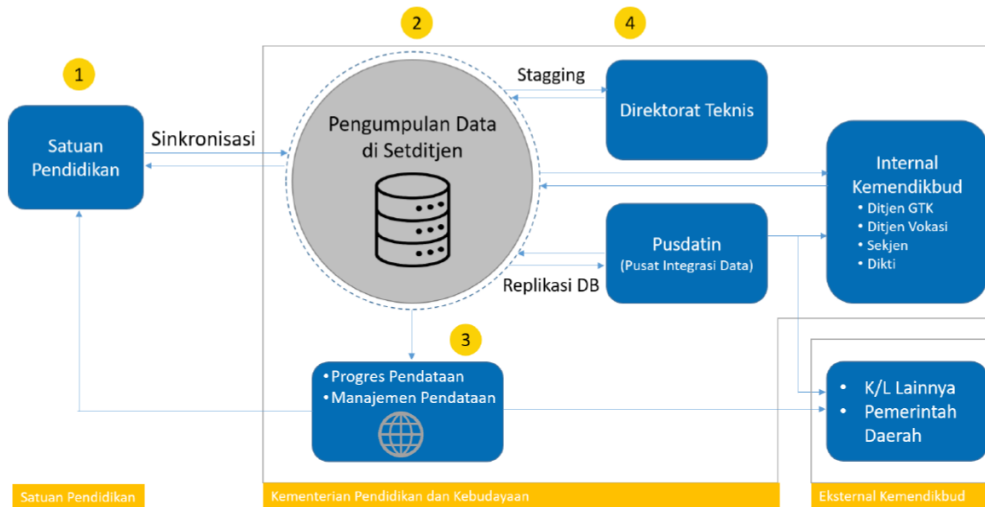 1
Satuan
Pendidikan
Sinkronisasi
2
Pengumpulan Data
di Setditjen
4
Stagging
Direktorat Teknis
Internal
Kemendikbud
• Ditjen GTK
• Ditjen Vokasi
• Sekjen
• Dikti
Pusdatin
(Pusat Integrasi Data)
Replikasi DB
3
• Progres Pendataan
• Manajemen Pendataan
• K/L Lainnya
• Pemerintah
Daerah
Satuan Pendidikan
Kementerian Pendidikan dan Kebudayaan
Eksternal Kemendikbud